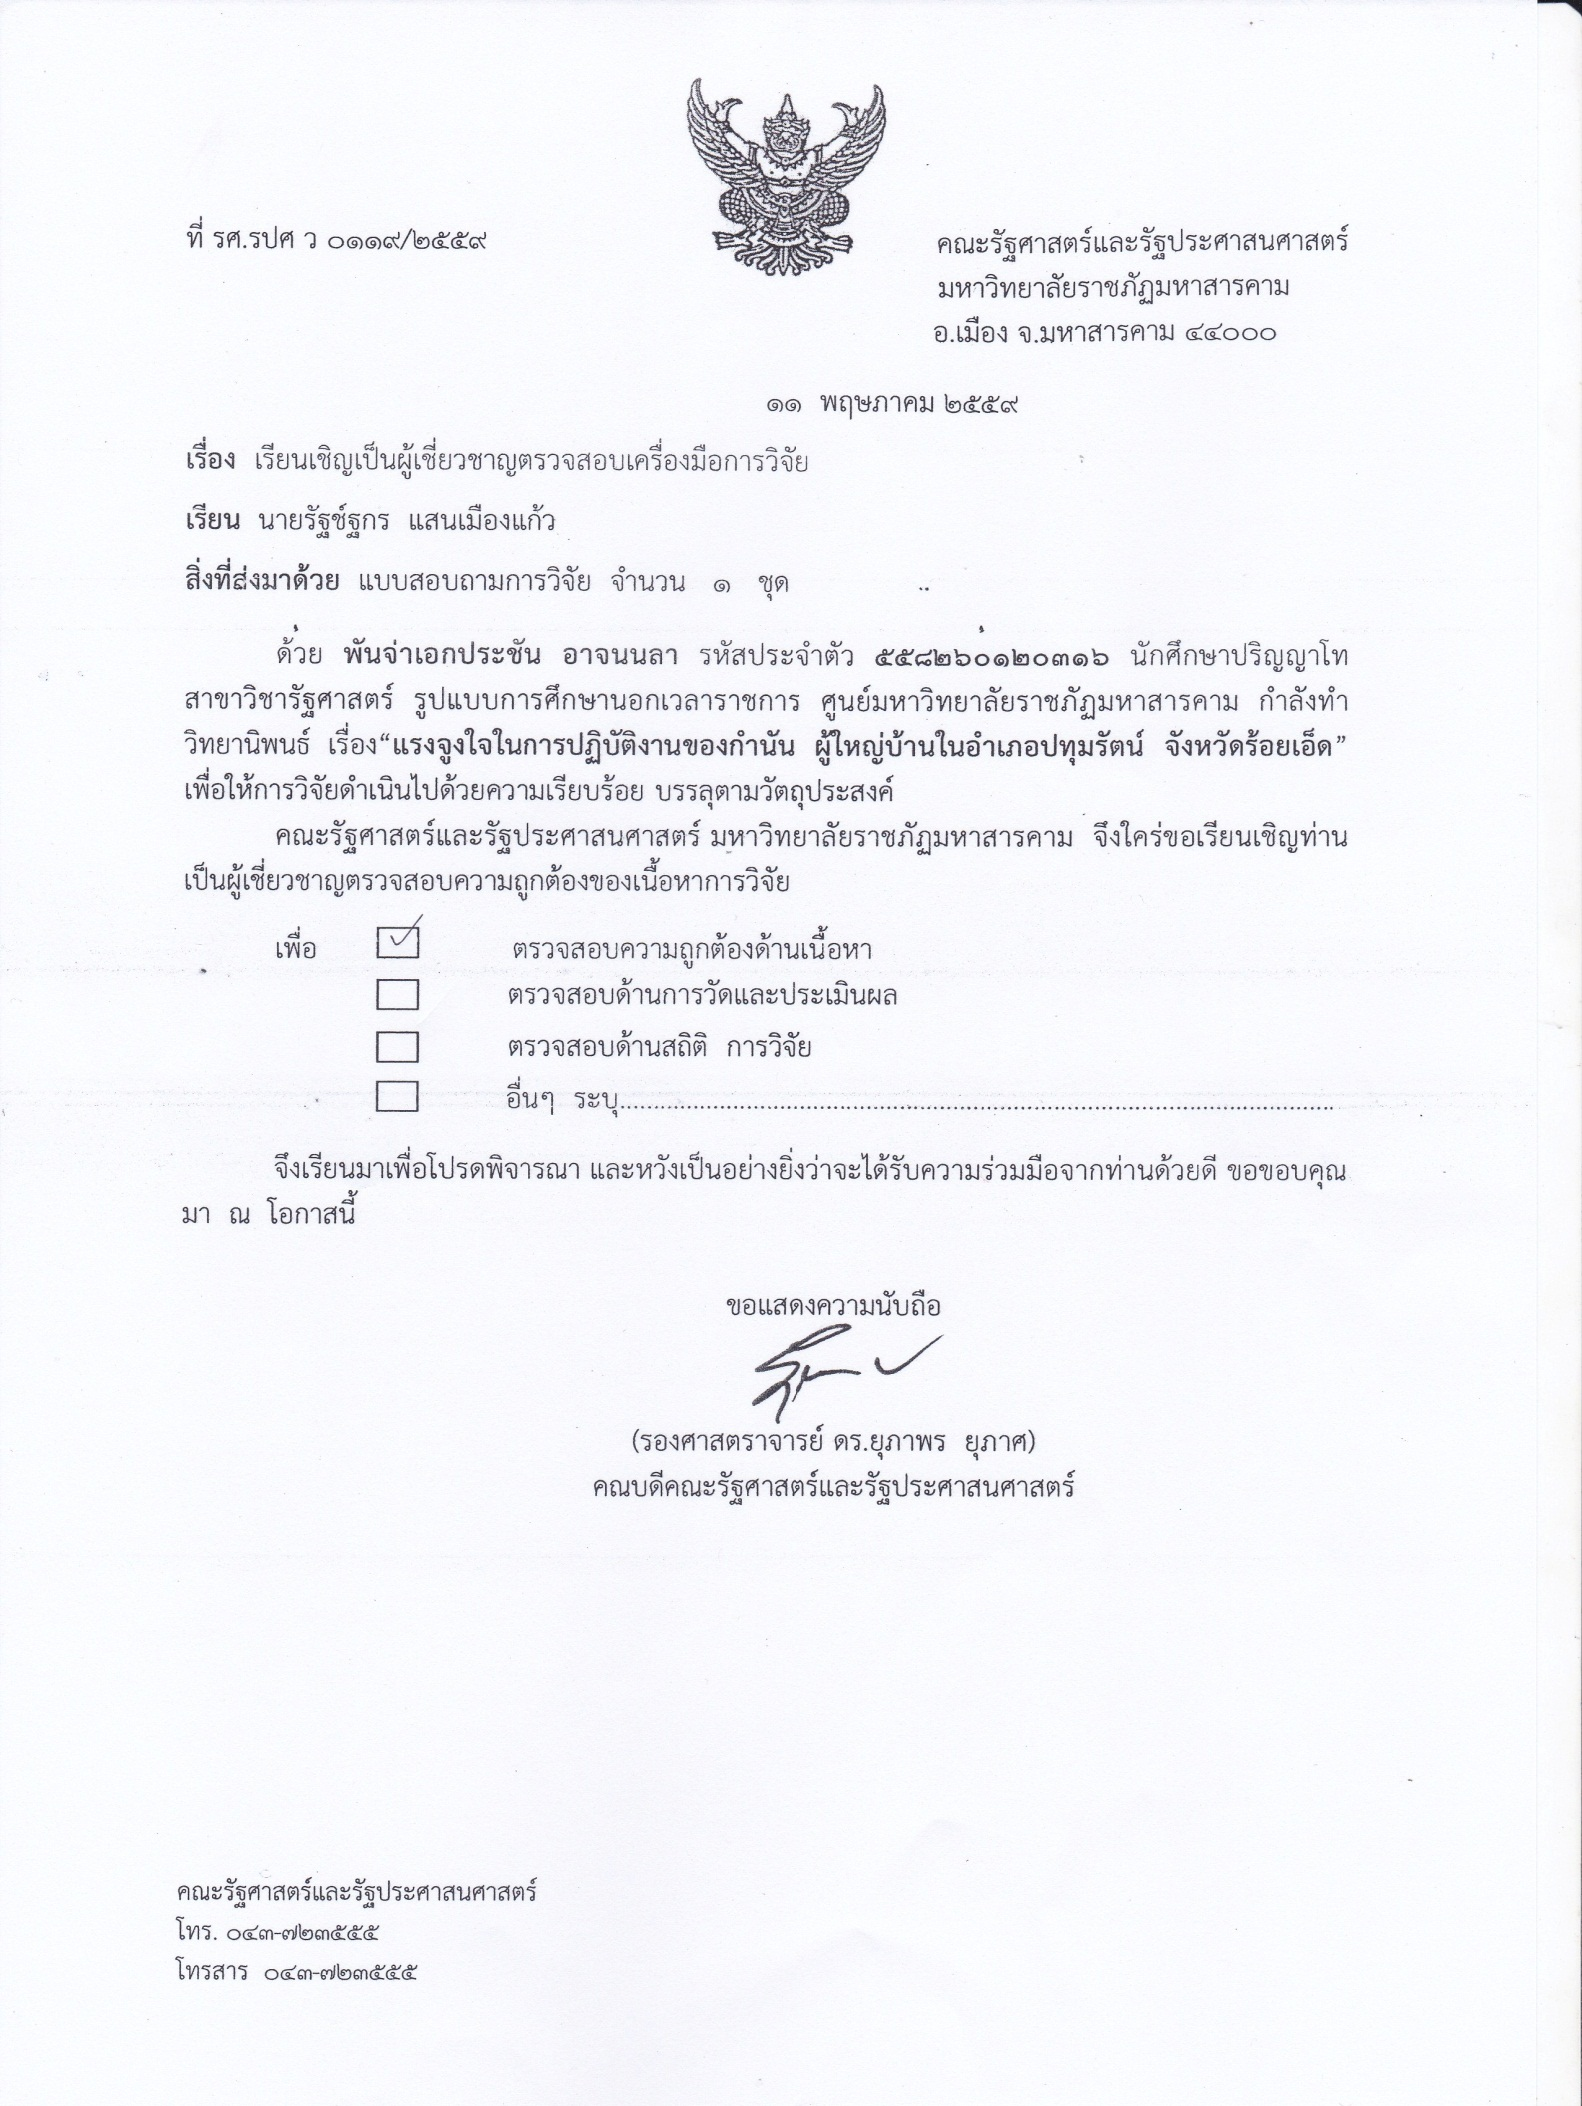 ที่ รศ.รปศ ว ๐๑๑๙/๒๕๕๙
คณะรัฐศาสตร์และรัฐประศาสนศาสตร์
มหาวิทยาลัยราชภัฏมหาสารคาม
อ.เมือง จ.มหาสารคาม ๔๔๐๐๐
๑๑ พฤษภาคม ๒๕๕๙
เรื่อง เรียนเชิญเป็นผู้เชี่ยวชาญตรวจสอบเครื่องมือการวิจัย
เรียน นายรัฐช์ฐกร แสนเมืองแก้ว
สิ่งที่ส่งมาด้วย แบบสอบถามการวิจัย จำนวน ๑ ชุด
ด้วย พันจ่าเอกประชัน อาจนนลา รหัสประจำตัว ๕๕๘๒๖๐๑๒๐๓๑๖ นักศึกษาปริญญาโท
สาขาวิชารัฐศาสตร์ รูปแบบการศึกษานอกเวลาราชการ ศูนย์มหาวิทยาลัยราชภัฏมหาสารคาม กำลังทำ
วิทยานิพนธ์ เรื่อง“แรงจูงใจในการปฏิบัติงานของกำนัน ผู้ใหญ่บ้านในอำเภอปทุมรัตน์ จังหวัดร้อยเอ็ด”
เพื่อให้การวิจัยดำเนินไปด้วยความเรียบร้อย บรรลุตามวัตถุประสงค์
คณะรัฐศาสตร์และรัฐประศาสนศาสตร์ มหาวิทยาลัยราชภัฏมหาสารคาม จึงใคร่ขอเรียนเชิญท่าน
เป็นผู้เชี่ยวชาญตรวจสอบความถูกต้องของเนื้อหาการวิจัย
เพื่อ ตรวจสอบความถูกต้องด้านเนื้อหา
ตรวจสอบด้านการวัดและประเมินผล
ตรวจสอบด้านสถิติ การวิจัย
อื่นๆ ระบุ..........................................................................................................
จึงเรียนมาเพื่อโปรดพิจารณา และหวังเป็นอย่างยิ่งว่าจะได้รับความร่วมมือจากท่านด้วยดี ขอขอบคุณ
มา ณ โอกาสนี้
ขอแสดงความนับถือ
(รองศาสตราจารย์ ดร.ยุภาพร ยุภาศ)
คณบดีคณะรัฐศาสตร์และรัฐประศาสนศาสตร์
คณะรัฐศาสตร์และรัฐประศาสนศาสตร์
โทร. ๐๔๓-๗๒๓๕๕๕
โทรสาร ๐๔๓-๗๒๓๕๕๕